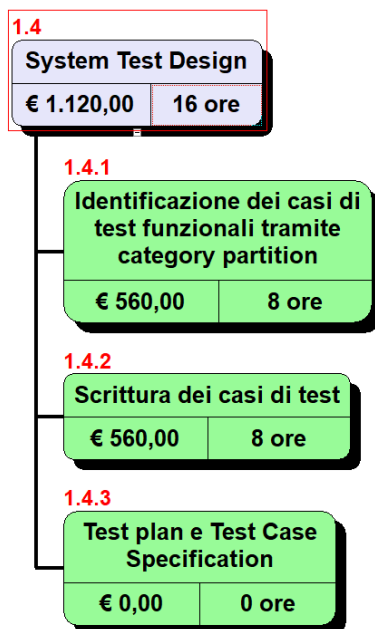 1.4
System Test Design
€ 1.120,00 16 ore
1.4.1
Identificazione dei casi di
test funzionali tramite
category partition
€ 560,00 8 ore
1.4.2
Scrittura dei casi di test
€ 560,00 8 ore
1.4.3
Test plan e Test Case
Specification
€ 0,00 0 ore